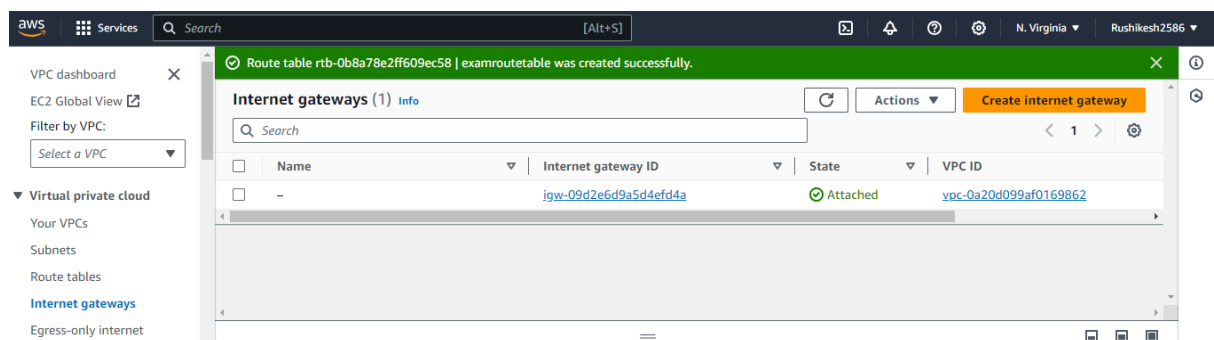 aws Services Search [Alt+S] N. Virginia Rushikesh2586
VPC dashboard
EC2 Global View
Filter by VPC:
Select a VPC
Virtual private cloud
Your VPCs
Subnets
Route tables
Internet gateways
Egress-only internet
Route table rtb-0b8a78e2ff609ec58 | examroutetable was created successfully.
Internet gateways (1) Info Actions Create internet gateway
Search 1
Name Internet gateway ID State VPC ID
– igw-09d2e6d9a5d4efd4a Attached vpc-0a20d099af0169862